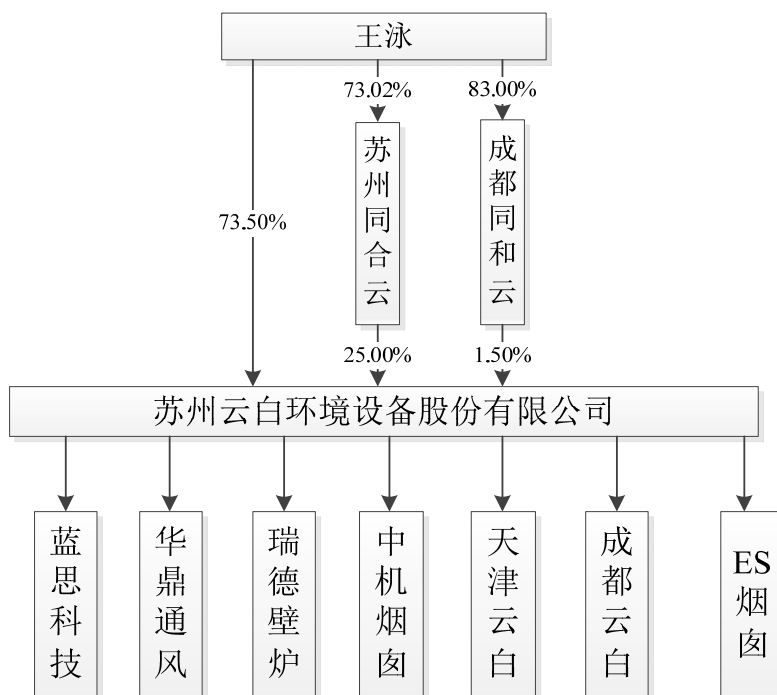 王泳
73.02%
83.00%
苏州同合云
成都同和云
73.50%
25.00%
1.50%
苏州云白环境设备股份有限公司
蓝思科技
华鼎通风
瑞德壁炉
中机烟囱
天津云白
成都云白
ES烟囱